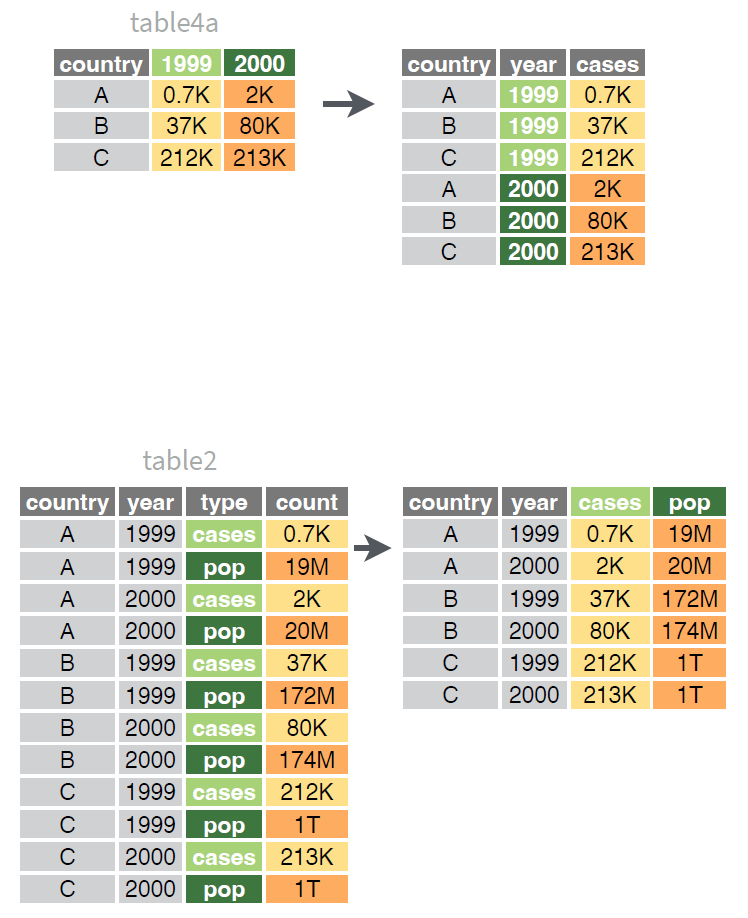 table4a
country 1999 2000
A 0.7K 2K
B 37K 80K
C 212K 213K
country year cases
A 1999 0.7K
B 1999 37K
C 1999 212K
A 2000 2K
B 2000 80K
C 2000 213K
table2
country year type count
A 1999 cases 0.7K
A 1999 pop 19M
A 2000 cases 2K
A 2000 pop 20M
B 1999 cases 37K
B 1999 pop 172M
B 2000 cases 80K
B 2000 pop 174M
C 1999 cases 212K
C 1999 pop 1T
C 2000 cases 213K
C 2000 pop 1T
country year cases pop
A 1999 0.7K 19M
A 2000 2K 20M
B 1999 37K 172M
B 2000 80K 174M
C 1999 212K 1T
C 2000 213K 1T